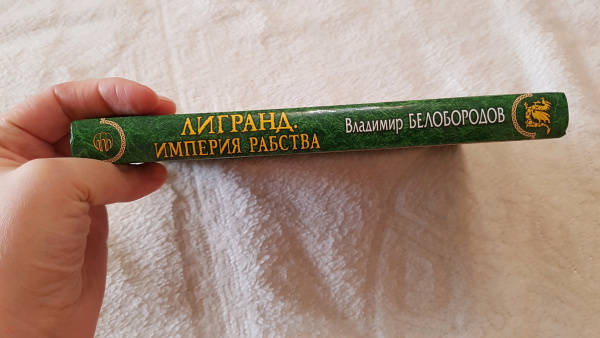 ЛИГРАНД.
ИМПЕРИЯ РАБСТВА
Владимир БЕЛОБОРОДОВ